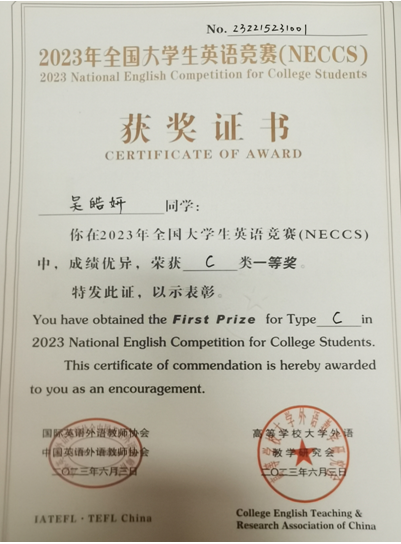 No. 232215231001
2023年全国大学生英语竞赛(NECCS)
2023 National English Competition for College Students
获奖证书
CERTIFICATE OF AWARD
吴皓妍 同学:
你在2023年全国大学生英语竞赛(NECCS)
中，成绩优异，荣获 C 类一等奖。
特发此证，以示表彰。
You have obtained the First Prize for Type C in
2023 National English Competition for College Students.
This certificate of commendation is hereby awarded
to you as an encouragement.
国际英语外语教师协会
中国英语外语教师协会
二〇二三年六月三日
高等学校大学外语
教学研究会
二〇二三年六月三日
IATEFL·TEFL China
College English Teaching &
Research Association of China